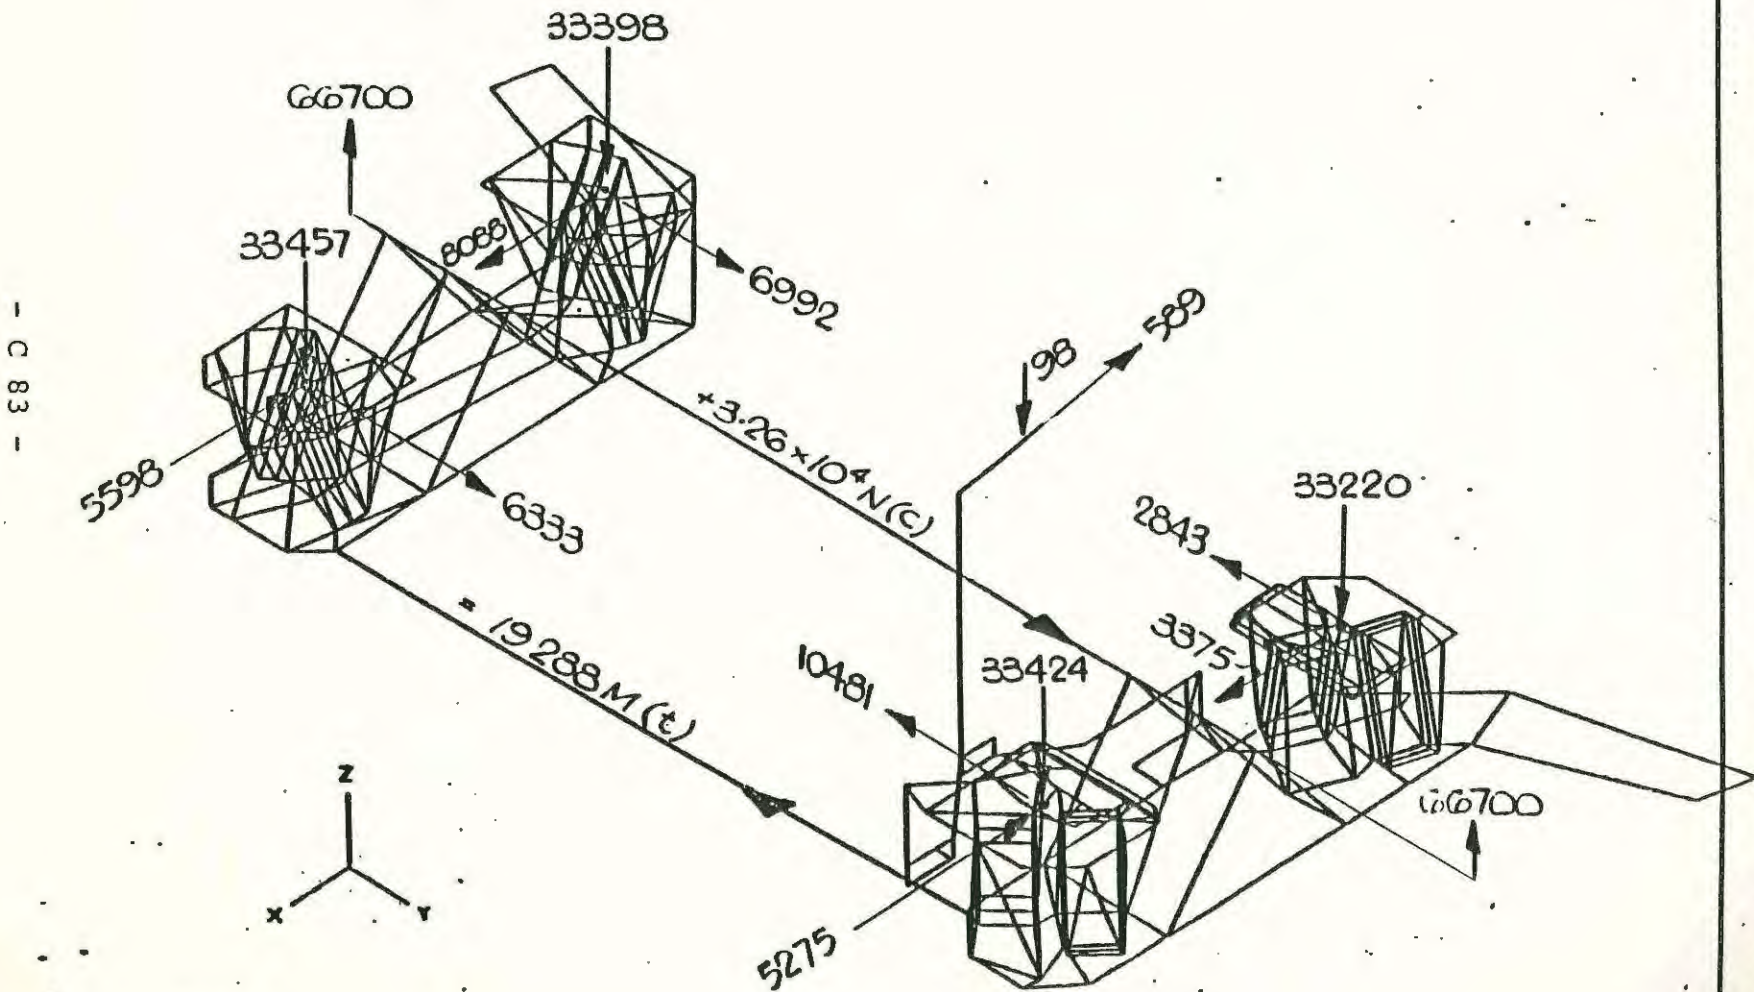 33398
66700
33457
8088
6992
- C 83 -
589
98
+3.26 × 10⁴ N(C)
5598
6333
33220
2843
= 19288 M (t)
3375
10481
33424
66700
Z
X
Y
5275